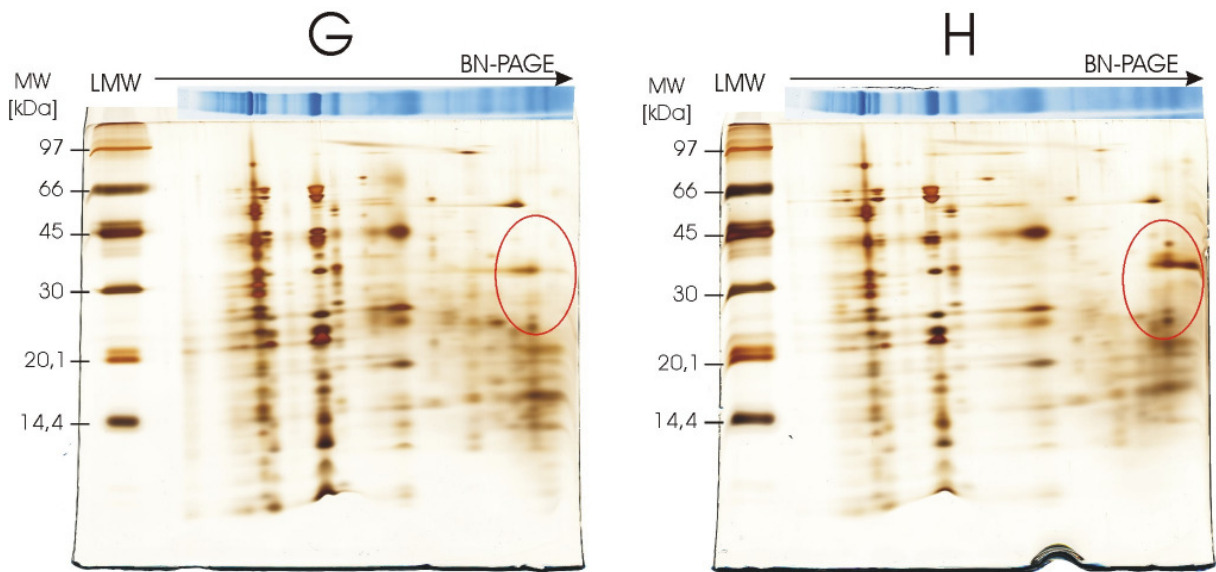 G
BN-PAGE
MW
[kDa]
LMW
97
66
45
30
20,1
14,4
H
BN-PAGE
MW
[kDa]
LMW
97
66
45
30
20,1
14,4